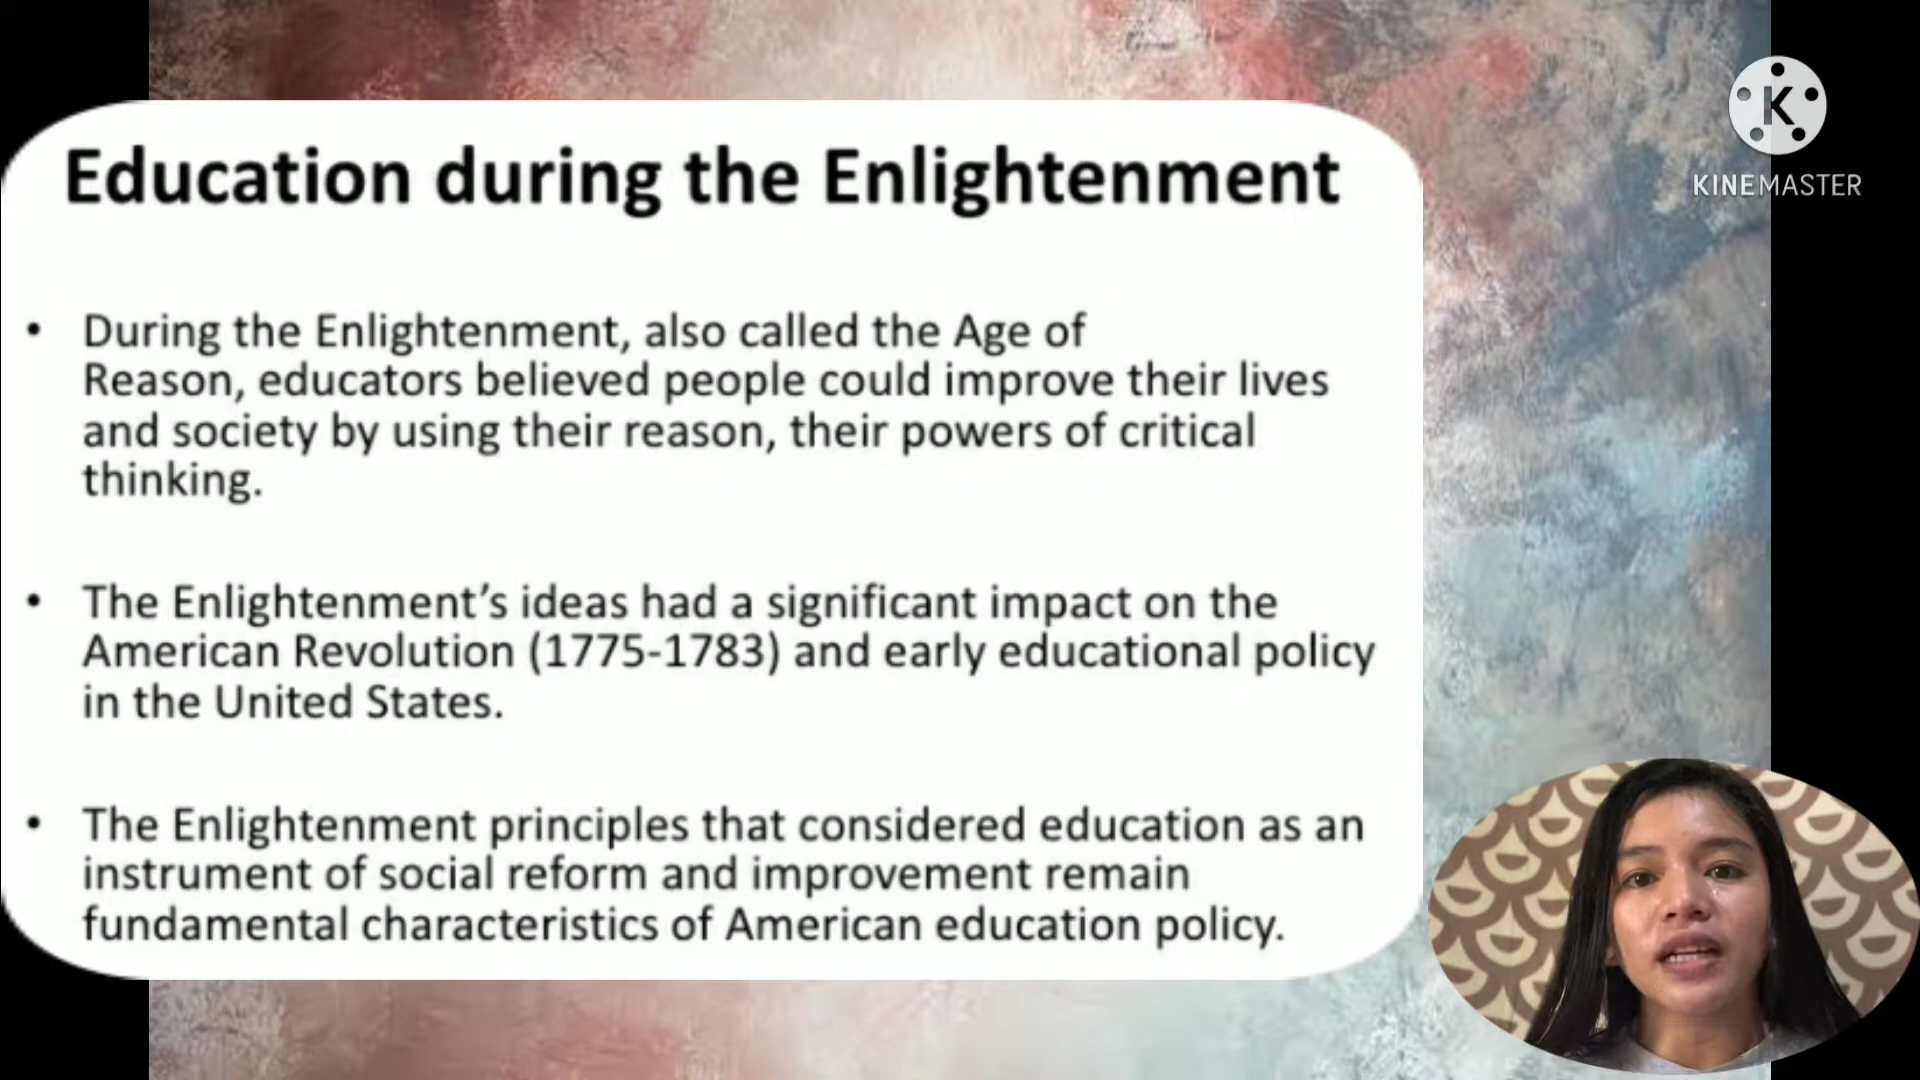 Education during the Enlightenment
K
KINEMASTER
• During the Enlightenment, also called the Age of
Reason, educators believed people could improve their lives
and society by using their reason, their powers of critical
thinking.
• The Enlightenment’s ideas had a significant impact on the
American Revolution (1775-1783) and early educational policy
in the United States.
• The Enlightenment principles that considered education as an
instrument of social reform and improvement remain
fundamental characteristics of American education policy.